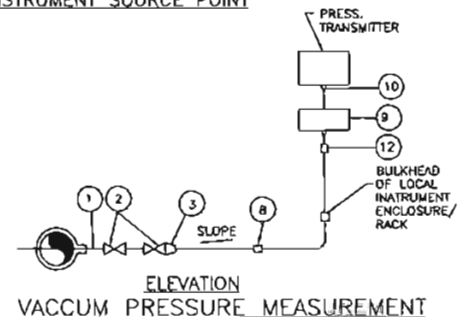 INSTRUMENT SOURCE POINT
PRESS.
TRANSMITTER
10
9
12
BULKHEAD
OF LOCAL
INATRUMENT
ENCLOSURE/
RACK
1
2
3
SLOPE
8
ELEVATION
VACCUM PRESSURE MEASUREMENT